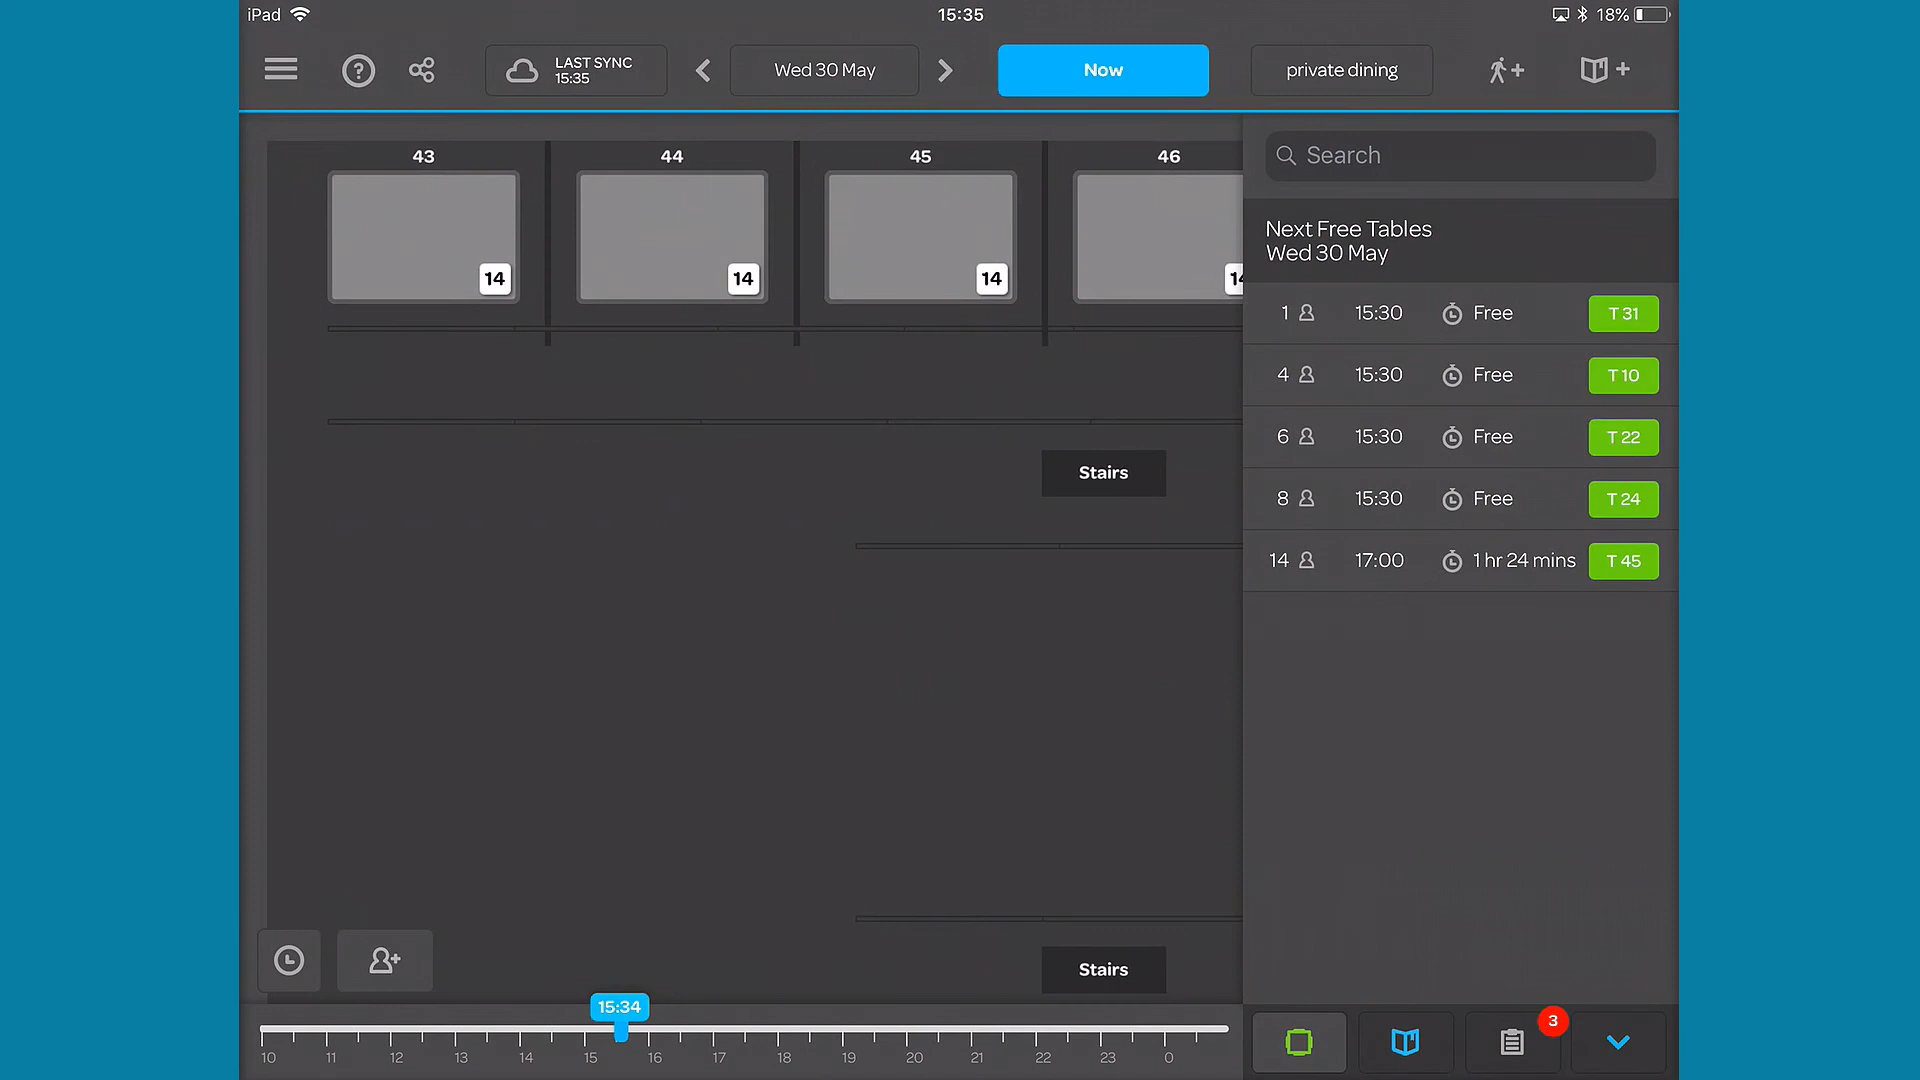 iPad
15:35
18%
LAST SYNC
15:35
Wed 30 May
Now
private dining
43
44
45
46
14
14
14
14
Stairs
Stairs
Search
Next Free Tables
Wed 30 May
1 15:30 Free T 31
4 15:30 Free T 10
6 15:30 Free T 22
8 15:30 Free T 24
14 17:00 1 hr 24 mins T 45
15:34
10 11 12 13 14 15 16 17 18 19 20 21 22 23 0
3